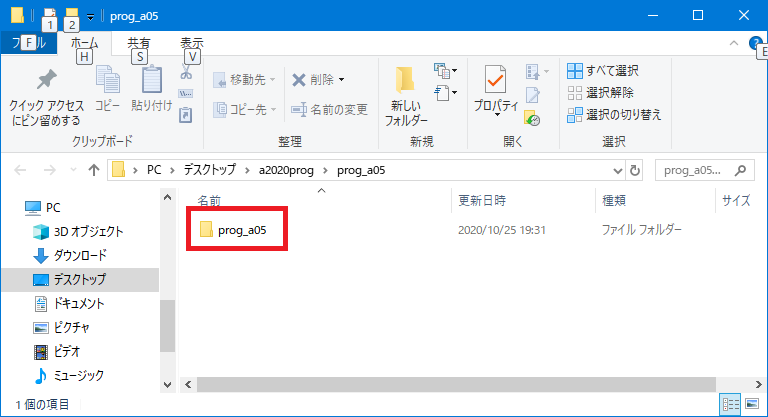 prog_a05
1 2
ファイル ホーム 共有 表示
F H S V E
クイック アクセス
にピン留めする
コピー 貼り付け
移動先
コピー先
削除
名前の変更
新しい
フォルダー
プロパティ
すべて選択
選択解除
選択の切り替え
クリップボード 整理 新規 開く 選択
PC デスクトップ a2020prog prog_a05
prog_a05...
名前 更新日時 種類 サイズ
prog_a05 2020/10/25 19:31 ファイル フォルダー
PC
3D オブジェクト
ダウンロード
デスクトップ
ドキュメント
ピクチャ
ビデオ
ミュージック
1 個の項目